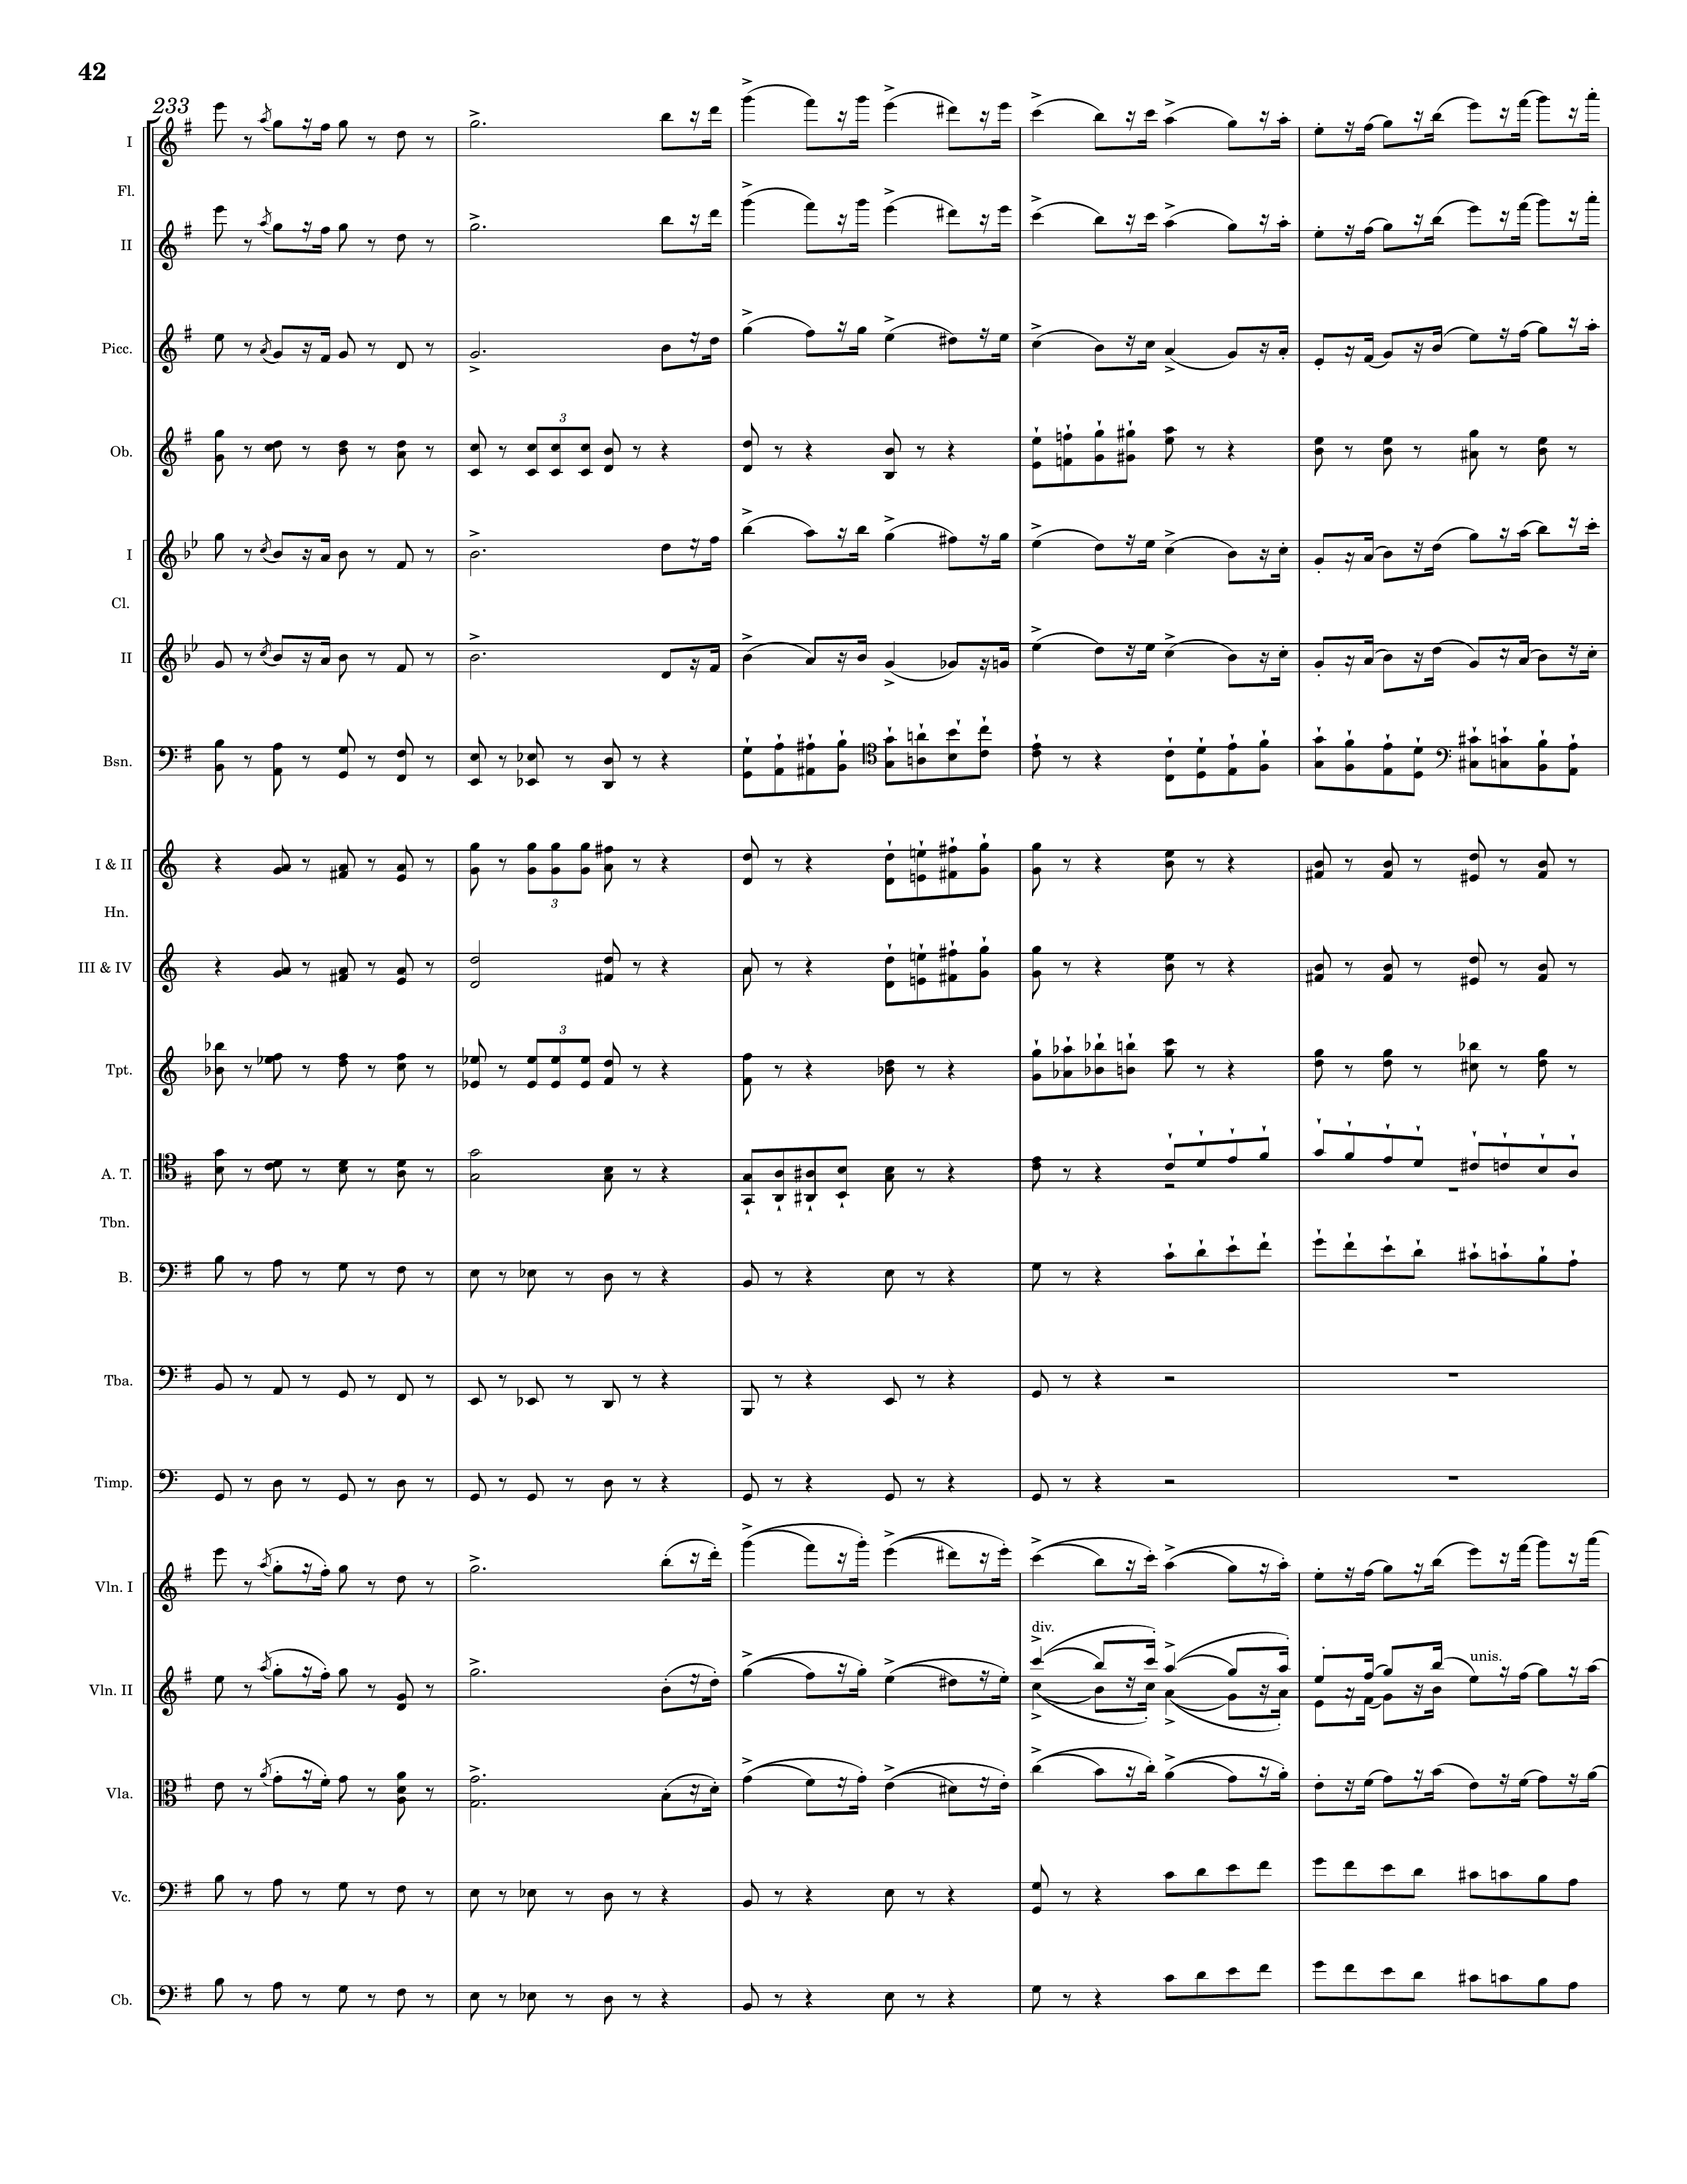 42
233
I
Fl.
II
Picc.
Ob.
3
I
Cl.
II
Bsn.
I & II
3
Hn.
III & IV
3
Tpt.
A. T.
Tbn.
B.
Tba.
Timp.
Vln. I
div.
unis.
Vln. II
Vla.
Vc.
Cb.